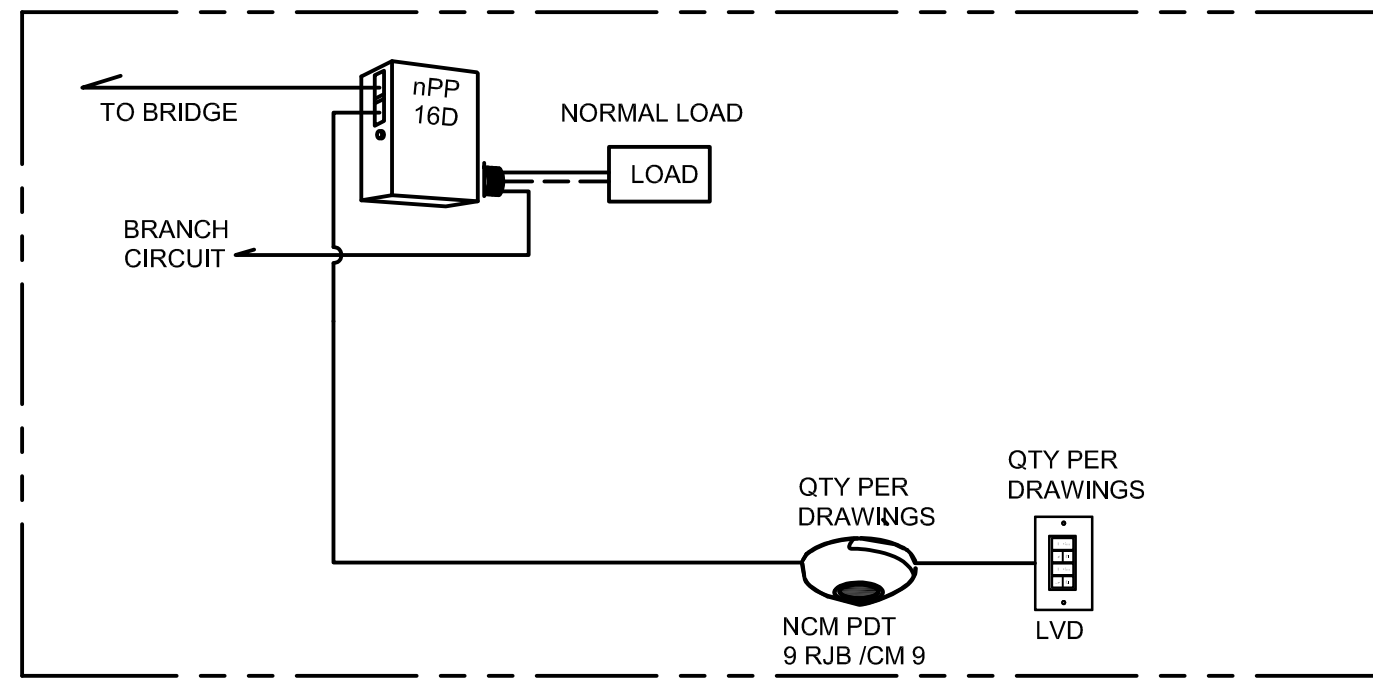 nPP
16D
TO BRIDGE
NORMAL LOAD
LOAD
BRANCH
CIRCUIT
QTY PER
DRAWINGS
QTY PER
DRAWINGS
NCM PDT
9 RJB /CM 9
LVD